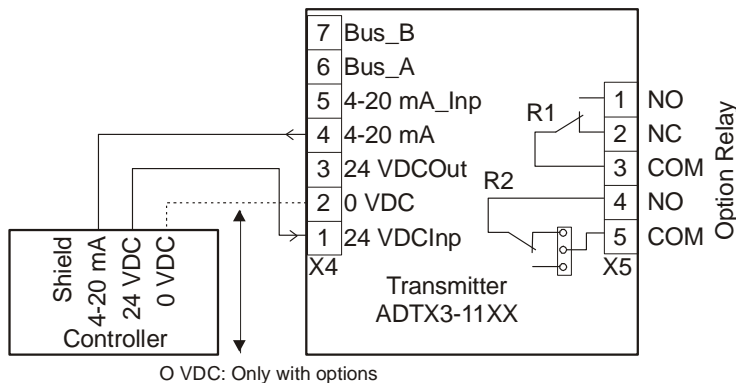 7 Bus_B
6 Bus_A
5 4-20 mA_Inp
4 4-20 mA
3 24 VDCOut
2 0 VDC
1 24 VDCInp
X4
R1
R2
1 NO
2 NC
3 COM
4 NO
5 COM
X5
Option Relay
Transmitter
ADTX3-11XX
Shield
4-20 mA
24 VDC
0 VDC
Controller
O VDC: Only with options